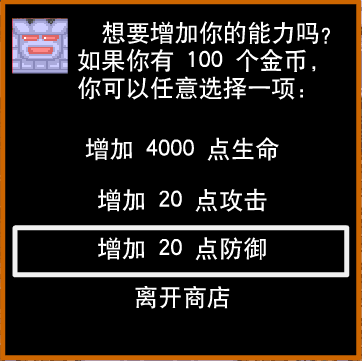 想要增加你的能力吗?
如果你有 100 个金币,
你可以任意选择一项:
增加 4000 点生命
增加 20 点攻击
增加 20 点防御
离开商店